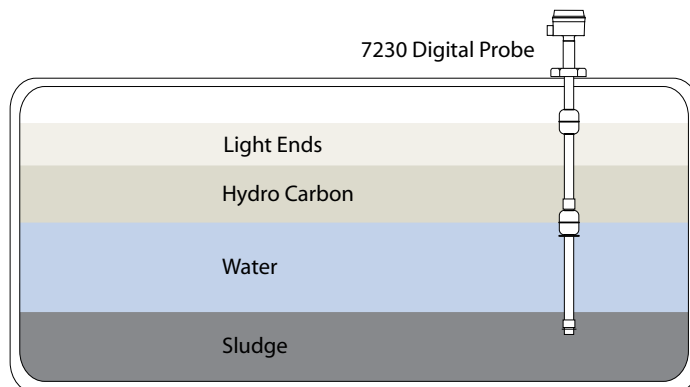 7230 Digital Probe
Light Ends
Hydro Carbon
Water
Sludge